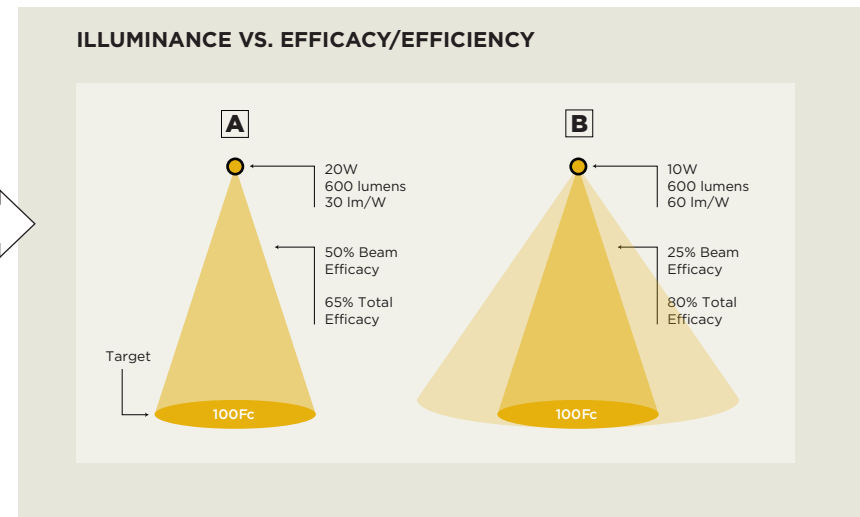 ILLUMINANCE VS. EFFICACY/EFFICIENCY
A
20W
600 lumens
30 lm/W
50% Beam
Efficacy
65% Total
Efficacy
Target
100Fc
B
10W
600 lumens
60 lm/W
25% Beam
Efficacy
80% Total
Efficacy
100Fc